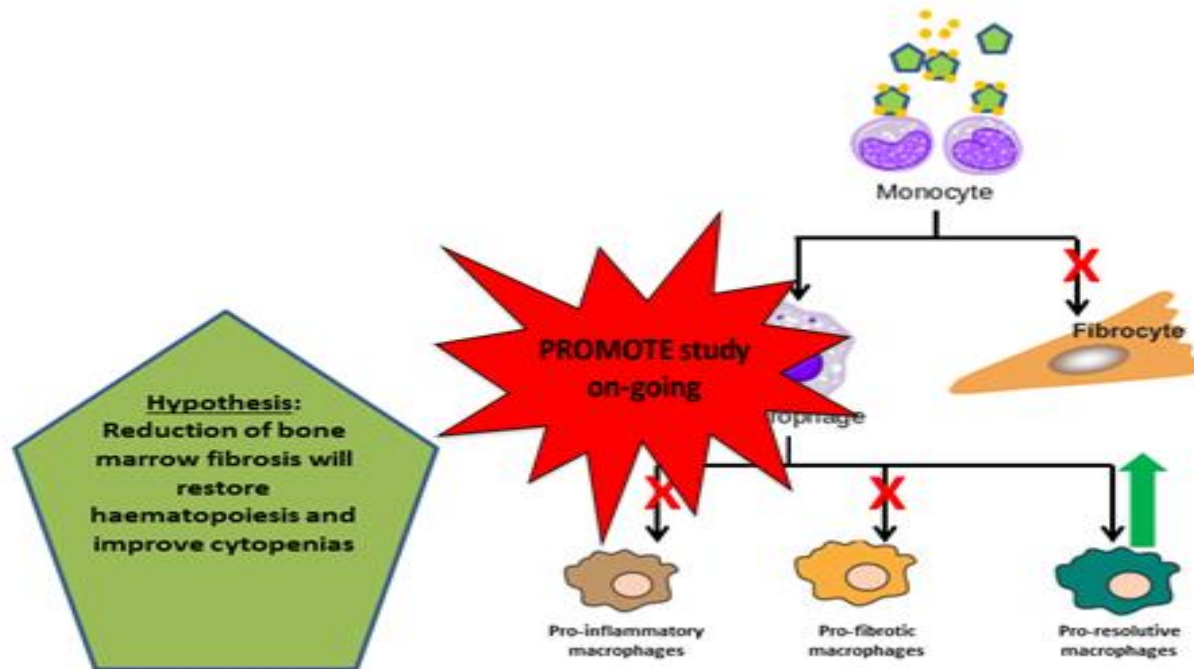 Monocyte
Fibrocyte
PROMOTE study
on-going
ophage
Hypothesis:
Reduction of bone
marrow fibrosis will
restore
haematopoiesis and
improve cytopenias
X
X
X
Pro-inflammatory
macrophages
Pro-fibrotic
macrophages
Pro-resolutive
macrophages